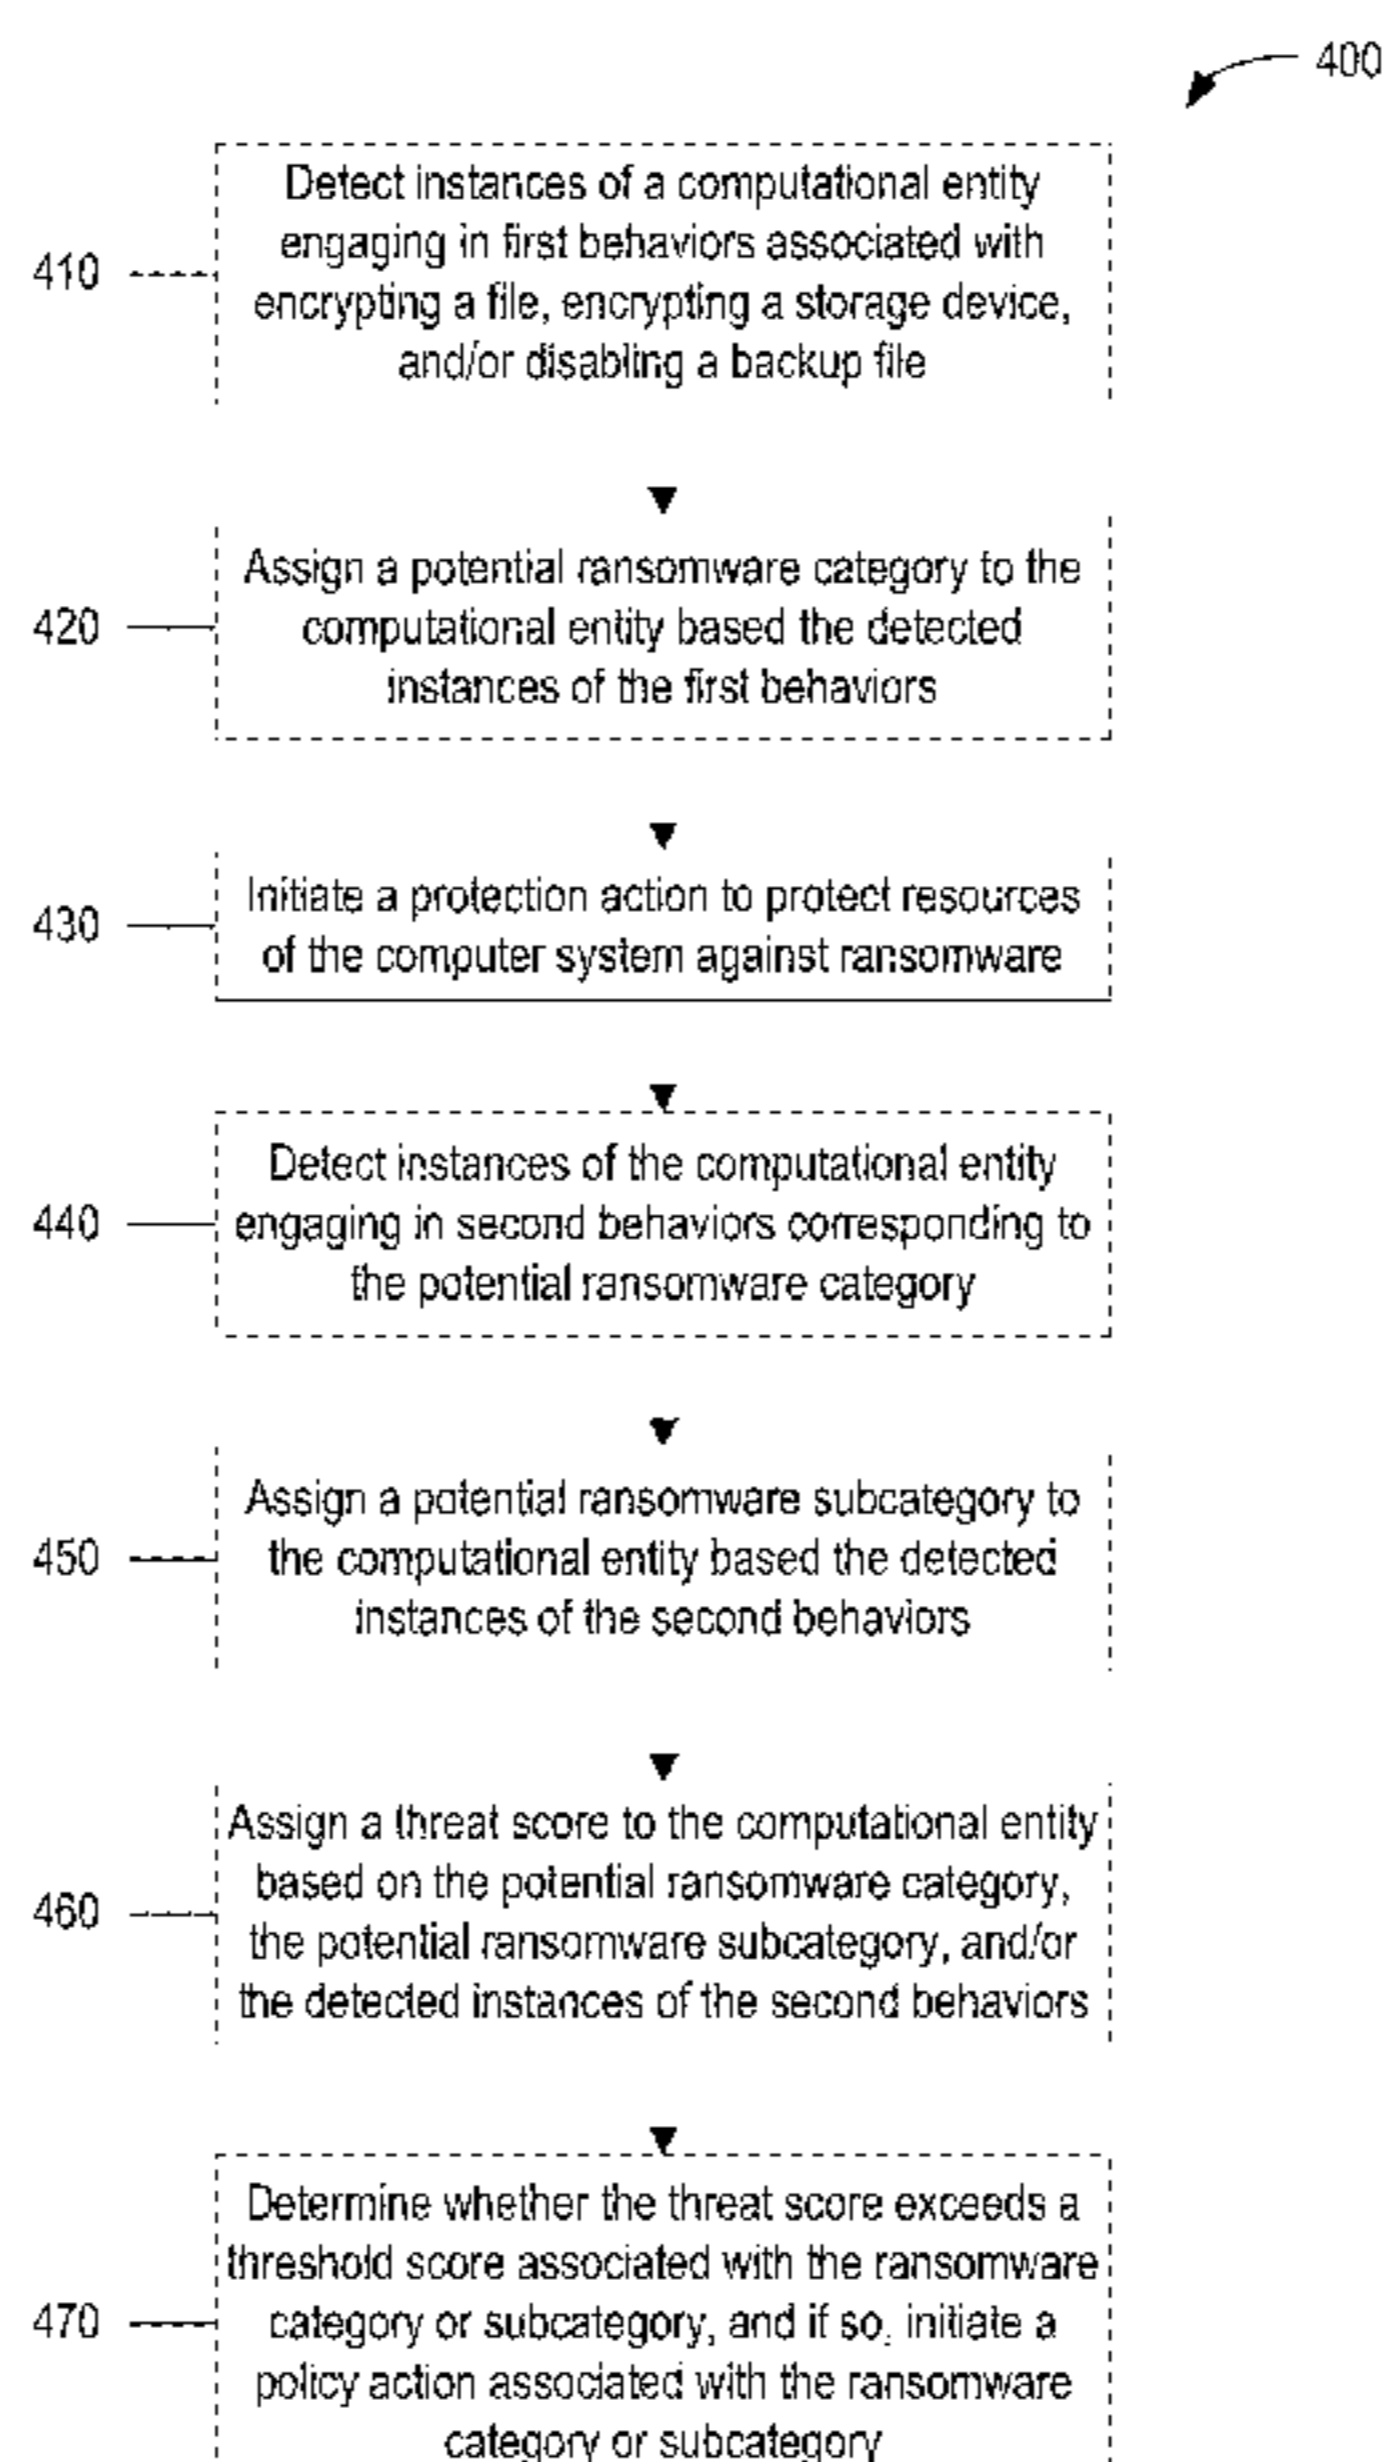 400
410
Detect instances of a computational entity
engaging in first behaviors associated with
encrypting a file, encrypting a storage device,
and/or disabling a backup file
420
Assign a potential ransomware category to the
computational entity based the detected
instances of the first behaviors
430
Initiate a protection action to protect resources
of the computer system against ransomware
440
Detect instances of the computational entity
engaging in second behaviors corresponding to
the potential ransomware category
450
Assign a potential ransomware subcategory to
the computational entity based the detected
instances of the second behaviors
460
Assign a threat score to the computational entity
based on the potential ransomware category,
the potential ransomware subcategory, and/or
the detected instances of the second behaviors
470
Determine whether the threat score exceeds a
threshold score associated with the ransomware
category or subcategory, and if so, initiate a
policy action associated with the ransomware
category or subcategory